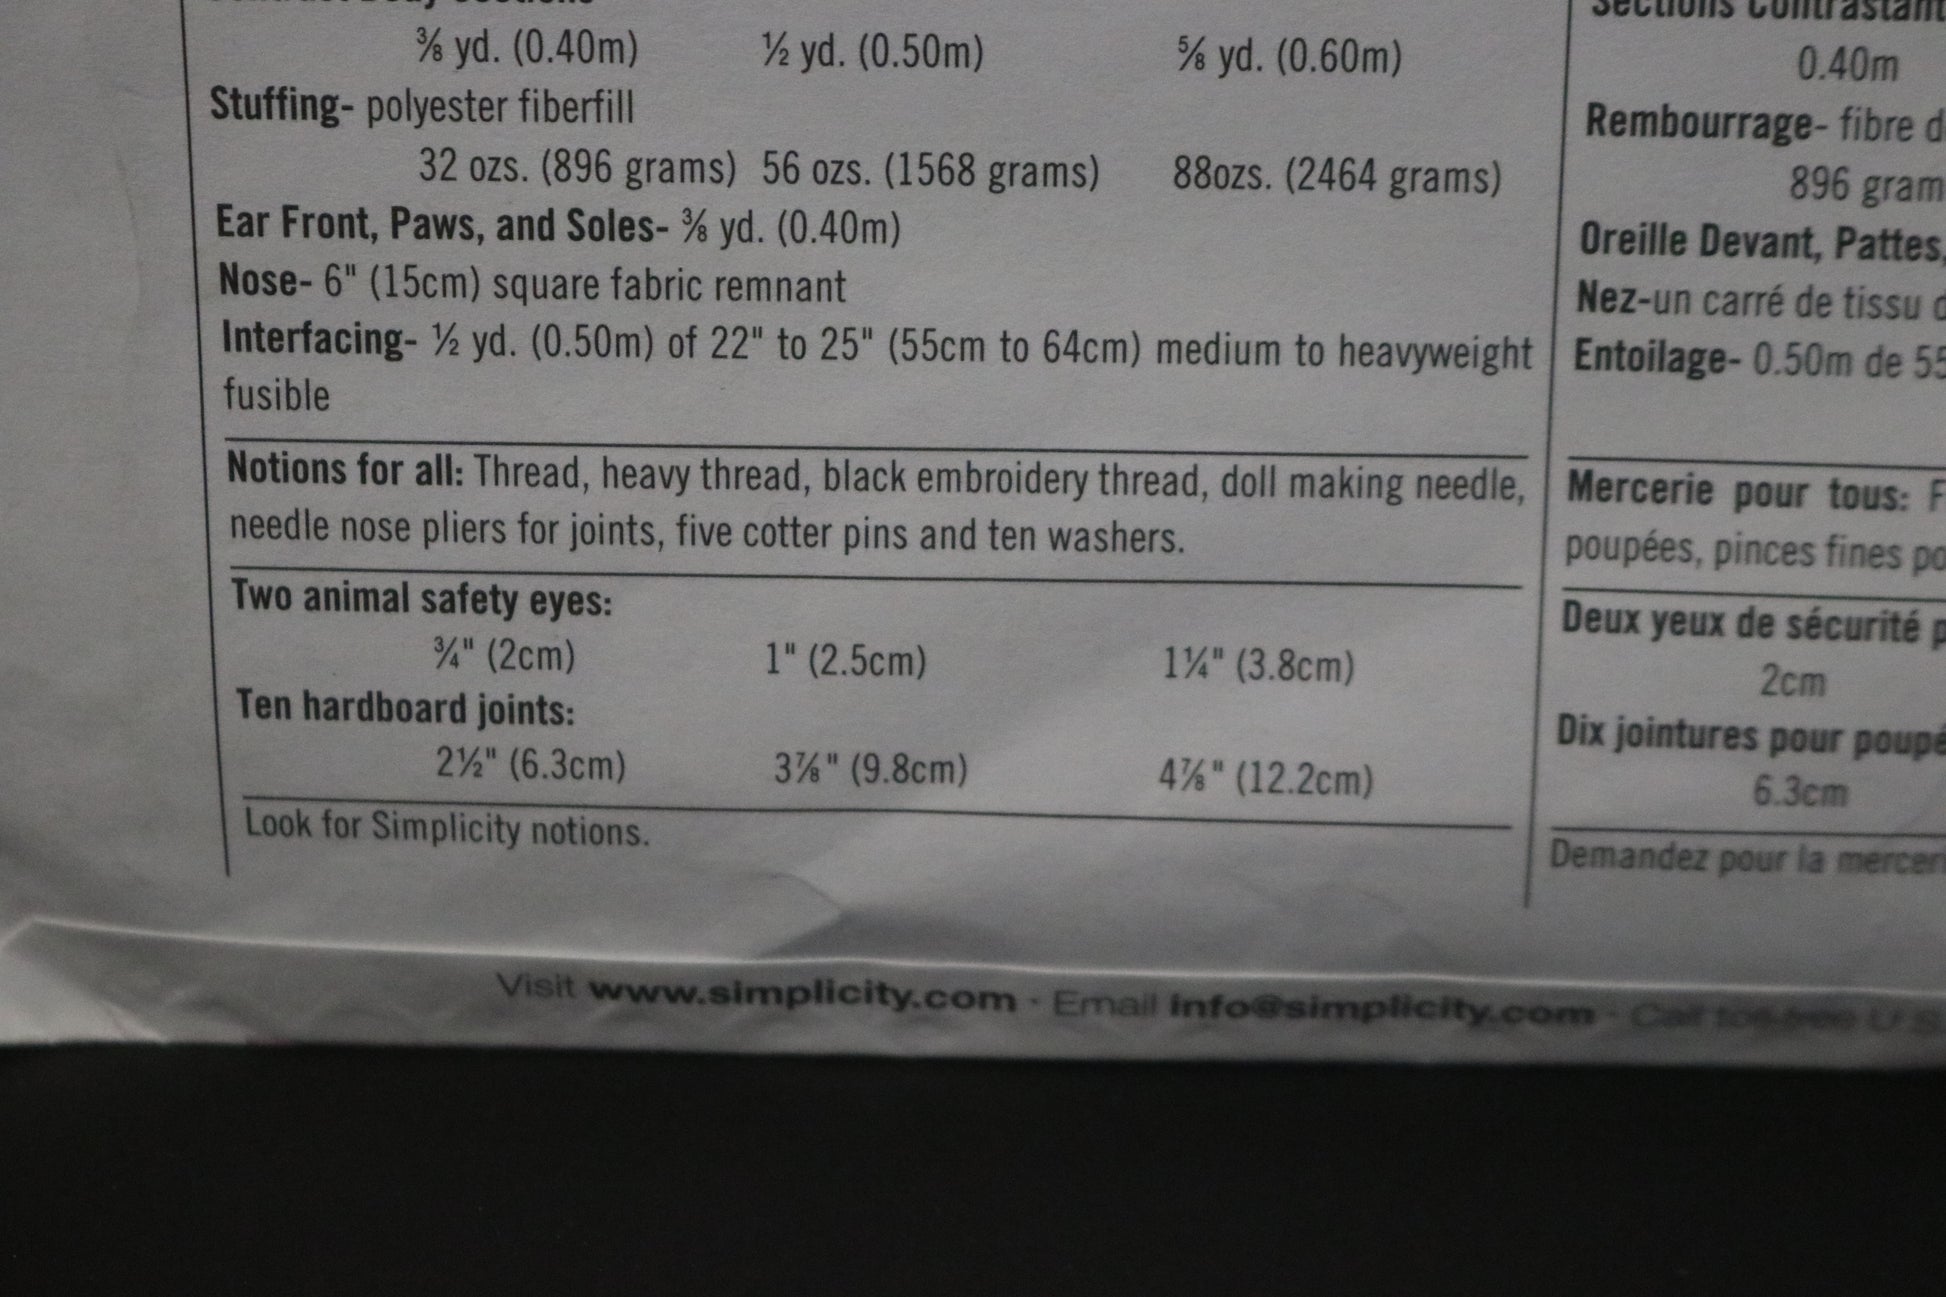 ⅜ yd. (0.40m) ½ yd. (0.50m) ⅝ yd. (0.60m)
Stuffing- polyester fiberfill
32 ozs. (896 grams) 56 ozs. (1568 grams) 88ozs. (2464 grams)
Ear Front, Paws, and Soles- ⅜ yd. (0.40m)
Nose- 6" (15cm) square fabric remnant
Interfacing- ½ yd. (0.50m) of 22" to 25" (55cm to 64cm) medium to heavyweight
fusible
Notions for all: Thread, heavy thread, black embroidery thread, doll making needle,
needle nose pliers for joints, five cotter pins and ten washers.
Two animal safety eyes:
¾" (2cm) 1" (2.5cm) 1¼" (3.8cm)
Ten hardboard joints:
2½" (6.3cm) 3⅞" (9.8cm) 4⅞" (12.2cm)
Look for Simplicity notions.
Sections
0.40m
Rembourrage- fibre
896
Oreille Devant, Pattes,
Nez-un carré de tissu
Entoilage- 0.50m de
Mercerie pour tous:
poupées, pinces fines
Deux yeux de sécurité
2cm
Dix jointures pour
6.3cm
Demandez pour la
Visit www.simplicity.com · Email info@simplicity.com · Call toll-free U.S.